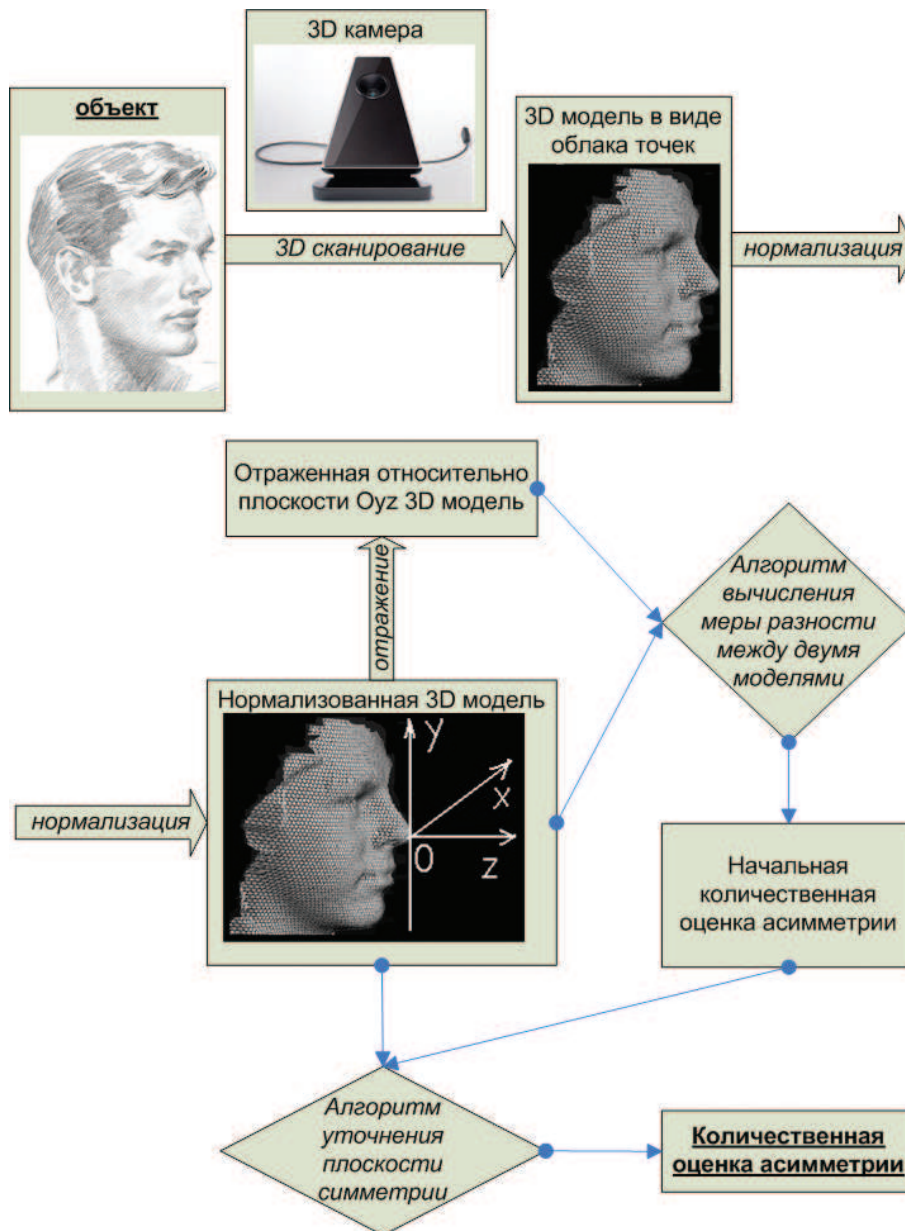 3D камера
объект
3D модель в виде
облака точек
3D сканирование
нормализация
Отраженная относительно
плоскости Oyz 3D модель
отражение
Алгоритм
вычисления
меры разности
между двумя
моделями
Нормализованная 3D модель
y
x
0
z
нормализация
Начальная
количественная
оценка асимметрии
Алгоритм
уточнения
плоскости
симметрии
Количественная
оценка асимметрии